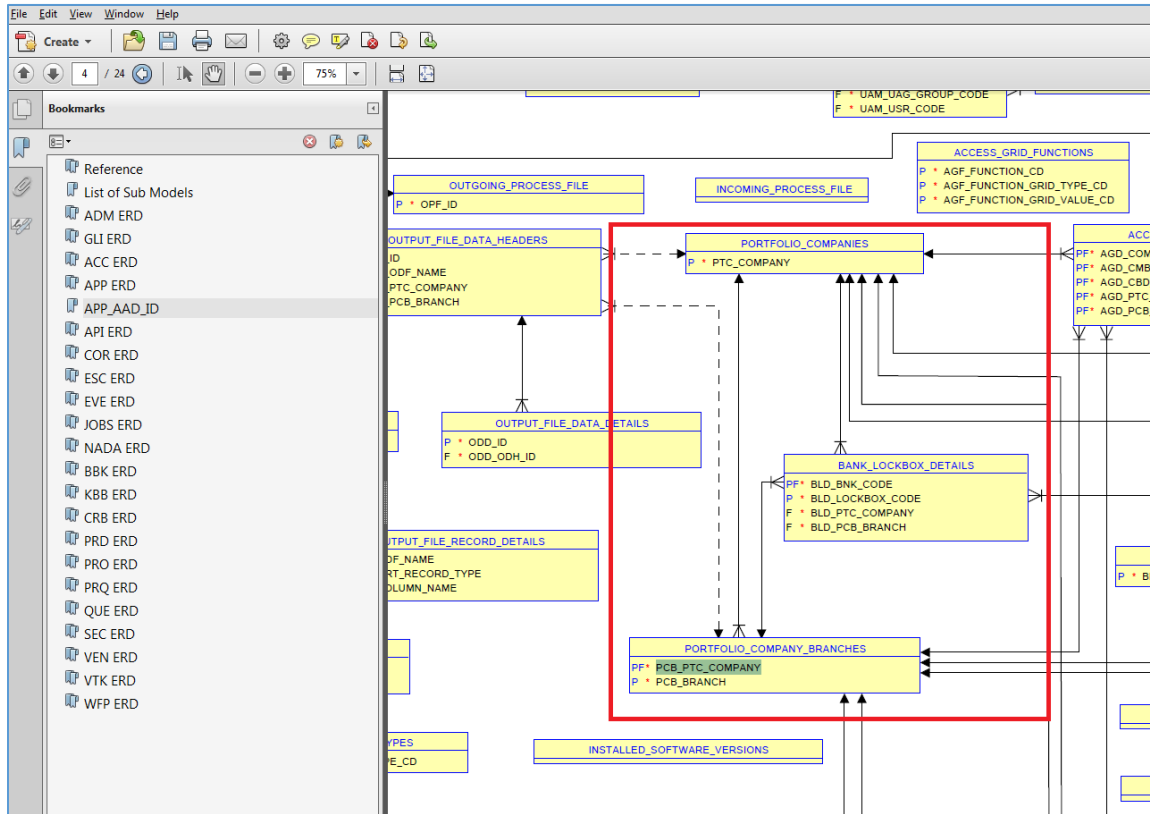 File Edit View Window Help
Create
4 / 24 75%
Bookmarks
Reference
List of Sub Models
ADM ERD
GLI ERD
ACC ERD
APP ERD
APP_AAD_ID
API ERD
COR ERD
ESC ERD
EVE ERD
JOBS ERD
NADA ERD
BBK ERD
KBB ERD
CRB ERD
PRD ERD
PRO ERD
PRQ ERD
QUE ERD
SEC ERD
VEN ERD
VTK ERD
WFP ERD
F * UAM_UAG_GROUP_CODE
F * UAM_USR_CODE
ACCESS_GRID_FUNCTIONS
P * AGF_FUNCTION_CD
P * AGF_FUNCTION_GRID_TYPE_CD
P * AGF_FUNCTION_GRID_VALUE_CD
OUTGOING_PROCESS_FILE
P * OPF_ID
INCOMING_PROCESS_FILE
OUTPUT_FILE_DATA_HEADERS
_ID
ODF_NAME
PTC_COMPANY
PCB_BRANCH
PORTFOLIO_COMPANIES
P * PTC_COMPANY
ACC
PF* AGD_COM
PF* AGD_CMB
PF* AGD_CBD
PF* AGD_PTC_
PF* AGD_PCB_
OUTPUT_FILE_DATA_DETAILS
P * ODD_ID
F * ODD_ODH_ID
BANK_LOCKBOX_DETAILS
PF* BLD_BNK_CODE
P * BLD_LOCKBOX_CODE
F * BLD_PTC_COMPANY
F * BLD_PCB_BRANCH
TPUT_FILE_RECORD_DETAILS
DF_NAME
RT_RECORD_TYPE
OLUMN_NAME
P * B
PORTFOLIO_COMPANY_BRANCHES
PF* PCB_PTC_COMPANY
P * PCB_BRANCH
YPES
PE_CD
INSTALLED_SOFTWARE_VERSIONS